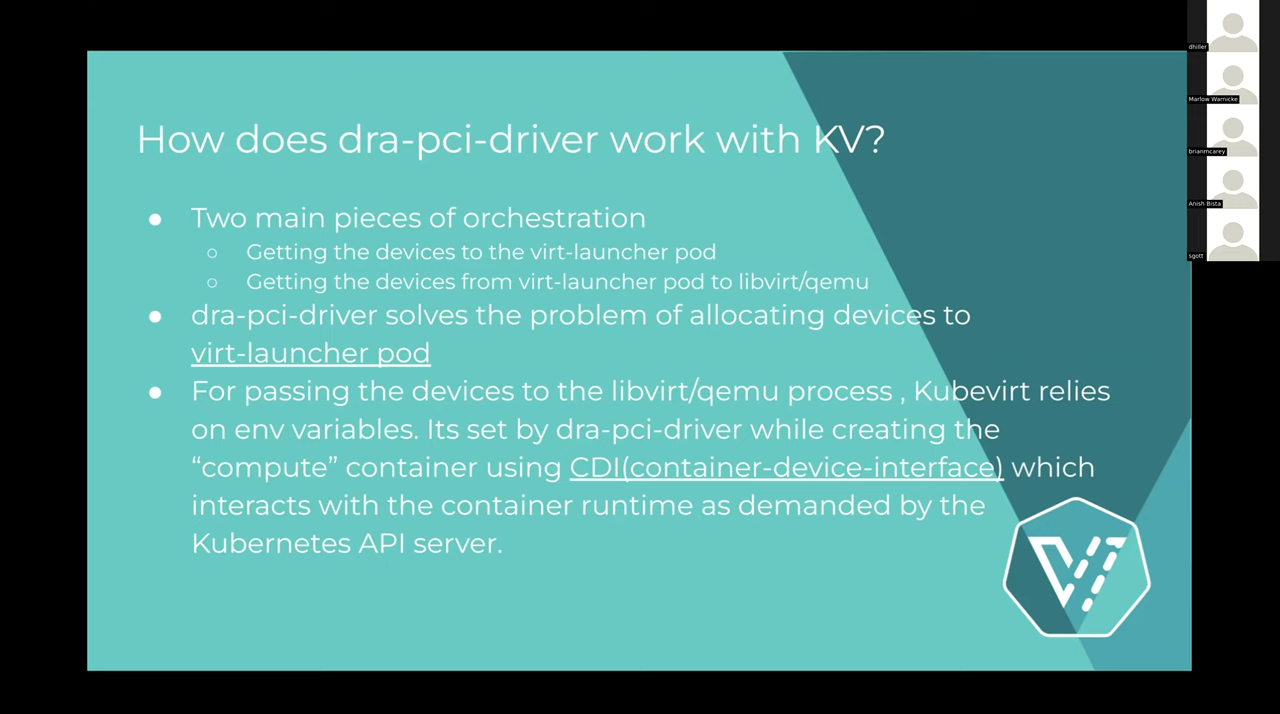 How does dra-pci-driver work with KV?
● Two main pieces of orchestration
○ Getting the devices to the virt-launcher pod
○ Getting the devices from virt-launcher pod to libvirt/qemu
● dra-pci-driver solves the problem of allocating devices to
virt-launcher pod
● For passing the devices to the libvirt/qemu process , Kubevirt relies
on env variables. Its set by dra-pci-driver while creating the
“compute” container using CDI(container-device-interface) which
interacts with the container runtime as demanded by the
Kubernetes API server.
dhiller
Marlow Warnicke
brianmcarey
Anish Bista
sgott